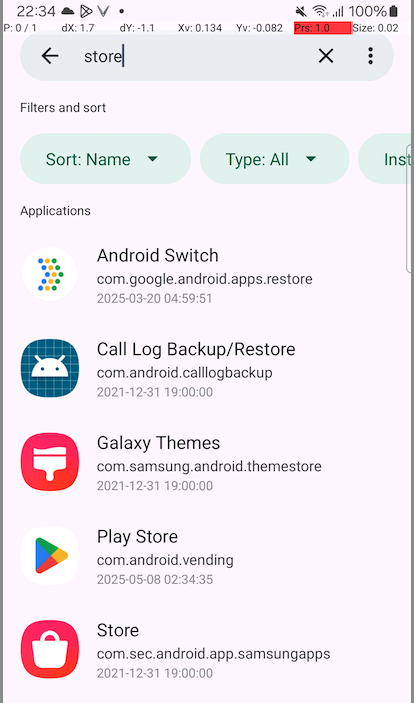 22:34 100%
P: 0 / 1 dX: 1.7 dY: -1.1 Xv: 0.134 Yv: -0.082 Prs: 1.0 Size: 0.02
store
Filters and sort
Sort: Name Type: All Inst
Applications
Android Switch
com.google.android.apps.restore
2025-03-20 04:59:51
Call Log Backup/Restore
com.android.calllogbackup
2021-12-31 19:00:00
Galaxy Themes
com.samsung.android.themestore
2021-12-31 19:00:00
Play Store
com.android.vending
2025-05-08 02:34:35
Store
com.sec.android.app.samsungapps
2021-12-31 19:00:00